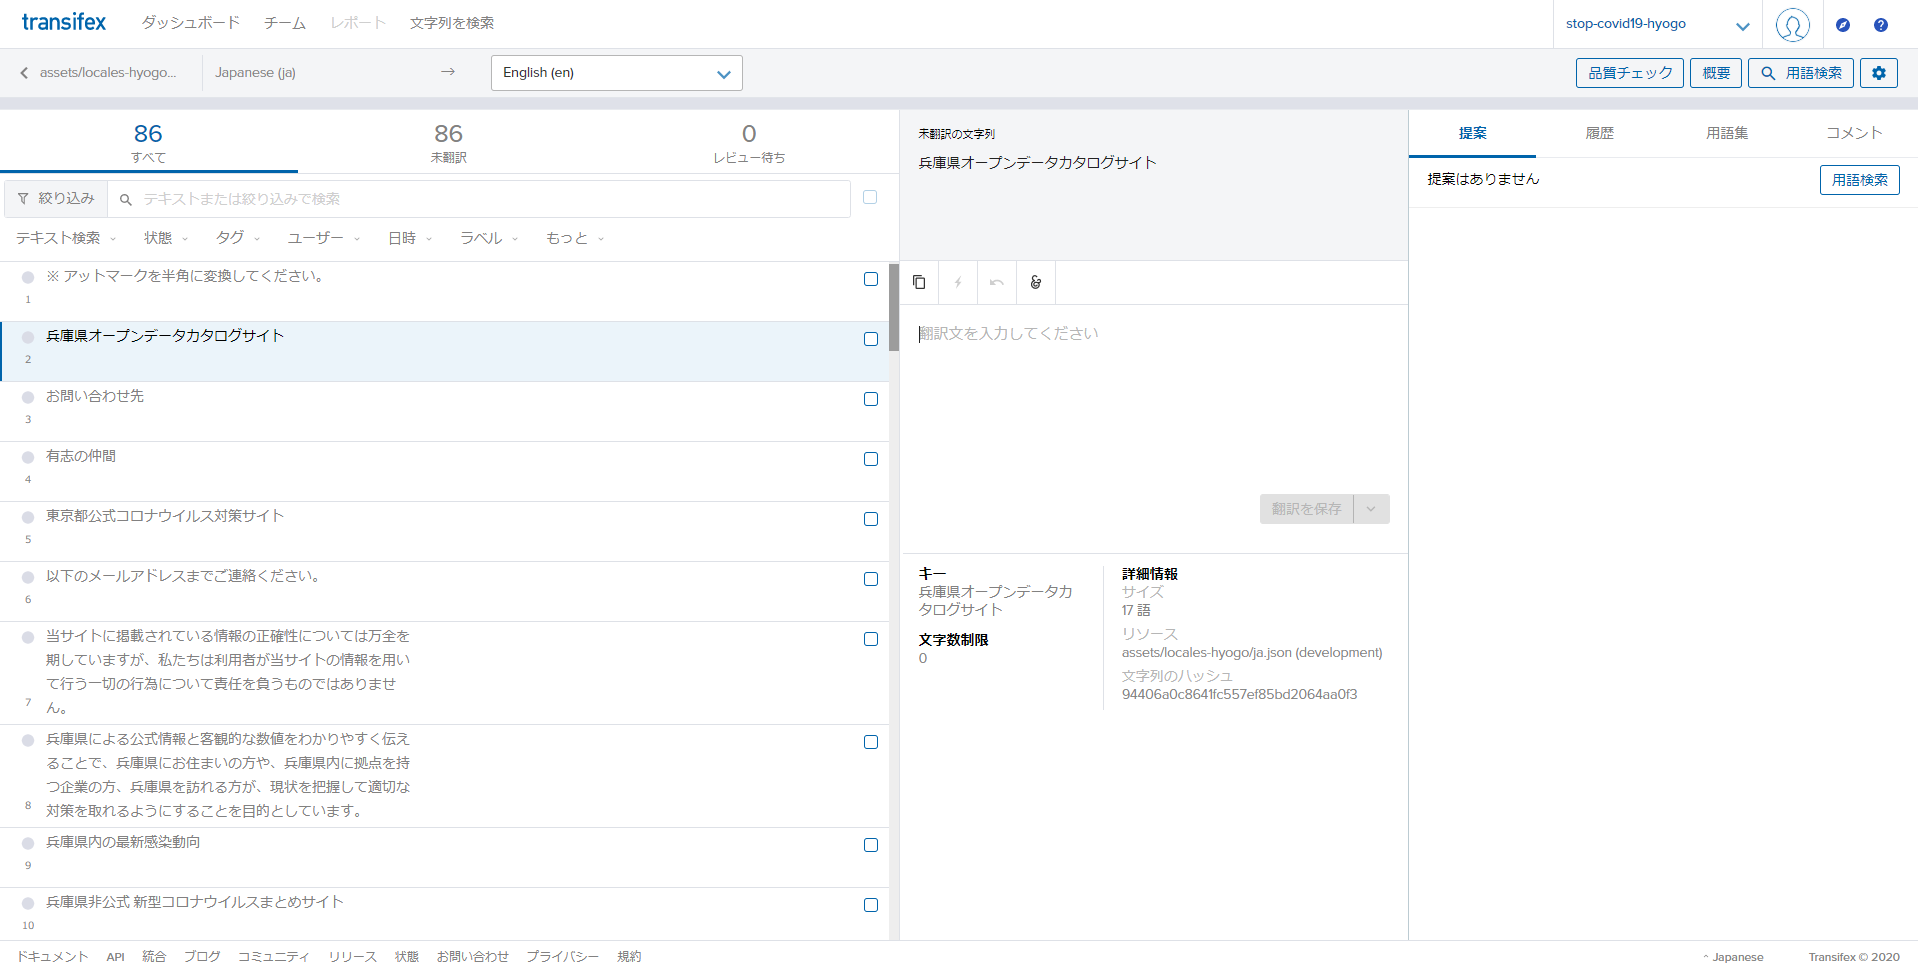 transifex
ダッシュボード
チーム
レポート
文字列を検索
stop-covid19-hyogo
assets/locales-hyogo...
Japanese (ja)
→
English (en)
品質チェック
概要
用語検索
86
すべて
86
未翻訳
0
レビュー待ち
絞り込み
テキストまたは絞り込みで検索
テキスト検索
状態
タグ
ユーザー
日時
ラベル
もっと
※ アットマークを半角に変換してください。
1
兵庫県オープンデータカタログサイト
2
お問い合わせ先
3
有志の仲間
4
東京都公式コロナウイルス対策サイト
5
以下のメールアドレスまでご連絡ください。
6
当サイトに掲載されている情報の正確性については万全を
期していますが、私たちは利用者が当サイトの情報を用い
て行う一切の行為について責任を負うものではありませ
ん。
7
兵庫県による公式情報と客観的な数値をわかりやすく伝え
ることで、兵庫県にお住まいの方や、兵庫県内に拠点を持
つ企業の方、兵庫県を訪れる方が、現状を把握して適切な
対策を取れるようにすることを目的としています。
8
兵庫県内の最新感染動向
9
兵庫県非公式 新型コロナウイルスまとめサイト
10
未翻訳の文字列
兵庫県オープンデータカタログサイト
翻訳文を入力してください
翻訳を保存
キー
兵庫県オープンデータカ
タログサイト
文字数制限
0
詳細情報
サイズ
17 語
リソース
assets/locales-hyogo/ja.json (development)
文字列のハッシュ
94406a0c8641fc557ef85bd2064aa0f3
提案
履歴
用語集
コメント
提案はありません
用語検索
ドキュメント
API
統合
ブログ
コミュニティ
リリース
状態
お問い合わせ
プライバシー
規約
Japanese
Transifex © 2020